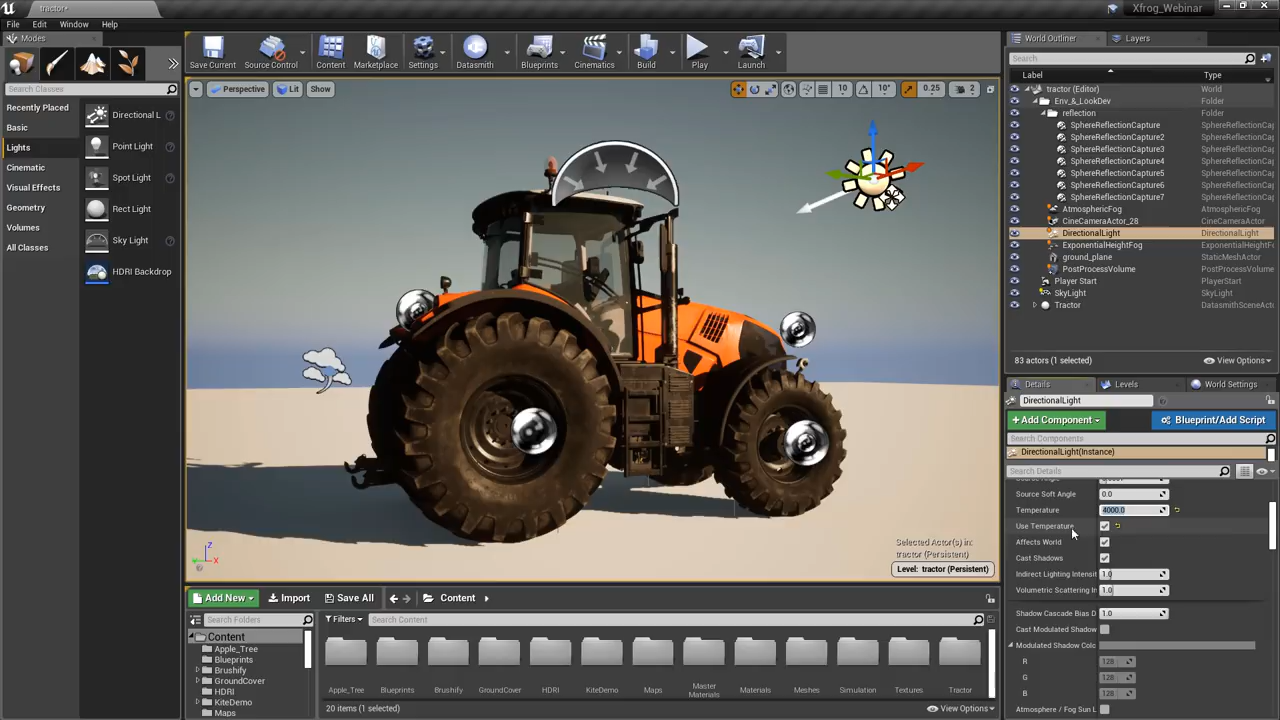 tractor*
Xfrog_Webinar
File Edit Window Help
Modes
Search Classes
Recently Placed
Basic
Lights
Cinematic
Visual Effects
Geometry
Volumes
All Classes
Directional L
Point Light
Spot Light
Rect Light
Sky Light
HDRI Backdrop
Save Current
Source Control
Content
Marketplace
Settings
Datasmith
Blueprints
Cinematics
Build
Play
Launch
Perspective
Lit
Show
10
10°
0.25
2
Selected Actor(s) in:
tractor (Persistent)
Level: tractor (Persistent)
Z
X
World Outliner
Layers
Search
Label Type
tractor (Editor) World
Env_&_LookDev Folder
reflection Folder
SphereReflectionCapture SphereReflectionCap
SphereReflectionCapture2 SphereReflectionCap
SphereReflectionCapture3 SphereReflectionCap
SphereReflectionCapture4 SphereReflectionCap
SphereReflectionCapture5 SphereReflectionCap
SphereReflectionCapture6 SphereReflectionCap
SphereReflectionCapture7 SphereReflectionCap
AtmosphericFog AtmosphericFog
CineCameraActor_28 CineCameraActor
DirectionalLight DirectionalLight
ExponentialHeightFog ExponentialHeightF
ground_plane StaticMeshActor
PostProcessVolume PostProcessVolume
Player Start PlayerStart
SkyLight SkyLight
Tractor DatasmithSceneAct
83 actors (1 selected)
View Options
Details
Levels
World Settings
DirectionalLight
Add Component
Blueprint/Add Script
Search Components
DirectionalLight(Instance)
Search Details
Source Soft Angle 0.0
Temperature 4000.0
Use Temperature
Affects World
Cast Shadows
Indirect Lighting Intensit 1.0
Volumetric Scattering In 1.0
Shadow Cascade Bias D 1.0
Cast Modulated Shadow
Modulated Shadow Colo
R 128
G 128
B 128
Atmosphere / Fog Sun L
Add New
Import
Save All
Content
Search Folders
Filters
Search Content
Content
Apple_Tree
Blueprints
Brushify
GroundCover
HDRI
KiteDemo
Maps
Apple_Tree
Blueprints
Brushify
GroundCover
HDRI
KiteDemo
Maps
Master
Materials
Materials
Meshes
Simulation
Textures
Tractor
20 items (1 selected)
View Options